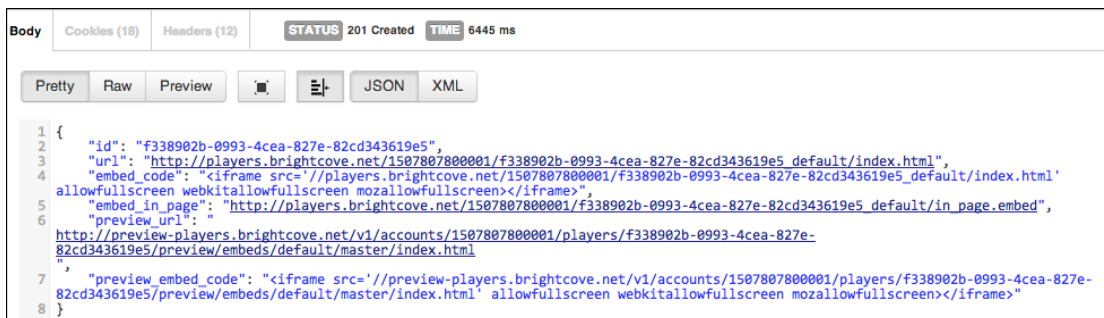 Body Cookies (18) Headers (12) STATUS 201 Created TIME 6445 ms
Pretty Raw Preview JSON XML
1 {
2 "id": "f338902b-0993-4cea-827e-82cd343619e5",
3 "url": "http://players.brightcove.net/1507807800001/f338902b-0993-4cea-827e-82cd343619e5_default/index.html",
4 "embed_code": "<iframe src='//players.brightcove.net/1507807800001/f338902b-0993-4cea-827e-82cd343619e5_default/index.html'
allowfullscreen webkitallowfullscreen mozallowfullscreen></iframe>",
5 "embed_in_page": "http://players.brightcove.net/1507807800001/f338902b-0993-4cea-827e-82cd343619e5_default/in_page.embed",
6 "preview_url": "
http://preview-players.brightcove.net/v1/accounts/1507807800001/players/f338902b-0993-4cea-827e-
82cd343619e5/preview/embeds/default/master/index.html
",
7 "preview_embed_code": "<iframe src='//preview-players.brightcove.net/v1/accounts/1507807800001/players/f338902b-0993-4cea-827e-
82cd343619e5/preview/embeds/default/master/index.html' allowfullscreen webkitallowfullscreen mozallowfullscreen></iframe>"
8 }